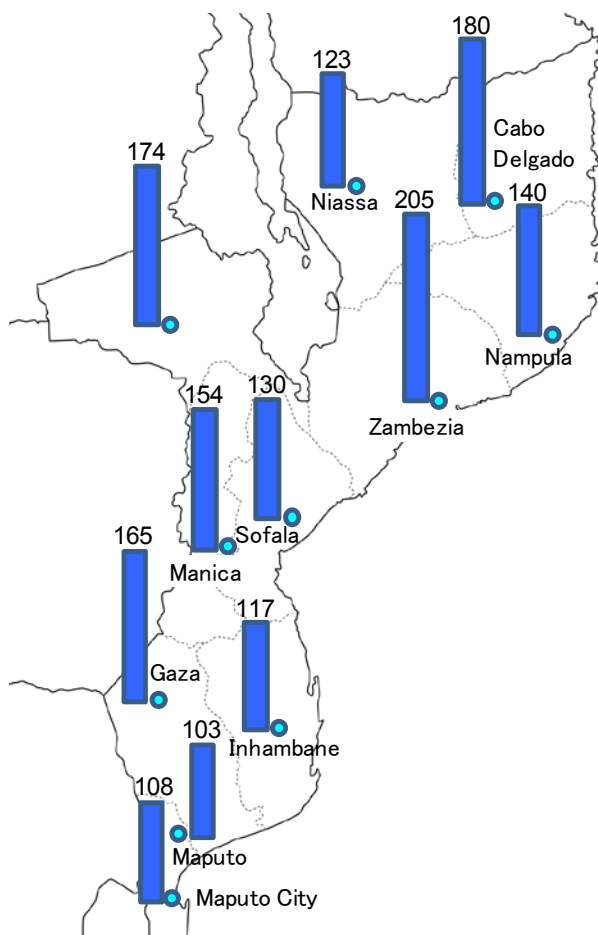 180
123
Cabo
Delgado
174
Niassa
205
140
Nampula
154
130
Zambezia
Sofala
165
Manica
117
Gaza
103
Inhambane
108
Maputo
Maputo City